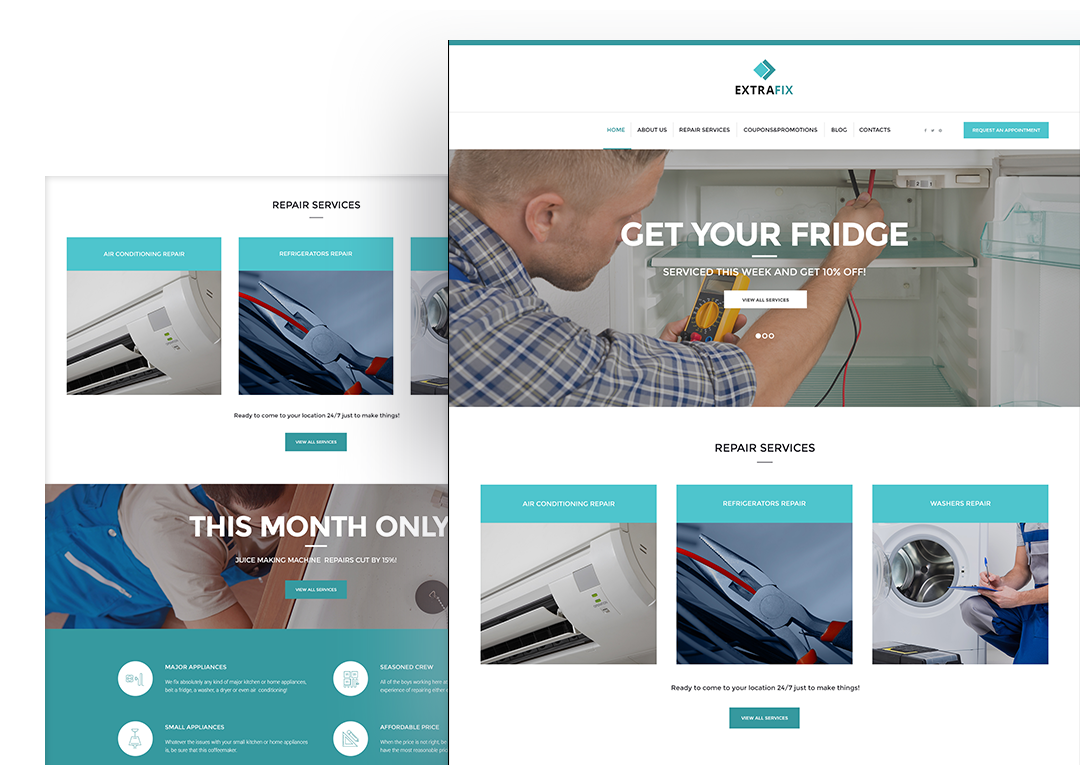 EXTRAFIX
HOME ABOUT US REPAIR SERVICES COUPONS&PROMOTIONS BLOG CONTACTS
REQUEST AN APPOINTMENT
GET YOUR FRIDGE
SERVICED THIS WEEK AND GET 10% OFF!
VIEW ALL SERVICES
REPAIR SERVICES
AIR CONDITIONING REPAIR
REFRIGERATORS REPAIR
WASHERS REPAIR
Ready to come to your location 24/7 just to make things!
VIEW ALL SERVICES
REPAIR SERVICES
AIR CONDITIONING REPAIR
REFRIGERATORS REPAIR
Ready to come to your location 24/7 just to make things!
VIEW ALL SERVICES
THIS MONTH ONLY
JUICE MAKING MACHINE REPAIRS CUT BY 15%!
VIEW ALL SERVICES
MAJOR APPLIANCES
We fix absolutely any kind of major kitchen or home appliances,
belt a fridge, a washer, a dryer or even air conditioning!
SEASONED CREW
All of the boys working here
experience of repairing either
SMALL APPLIANCES
Whatever the issues with your small kitchen or home appliances
is, be sure that this coffeemaker.
AFFORDABLE PRICE
When the price is not right, be
have the most reasonable